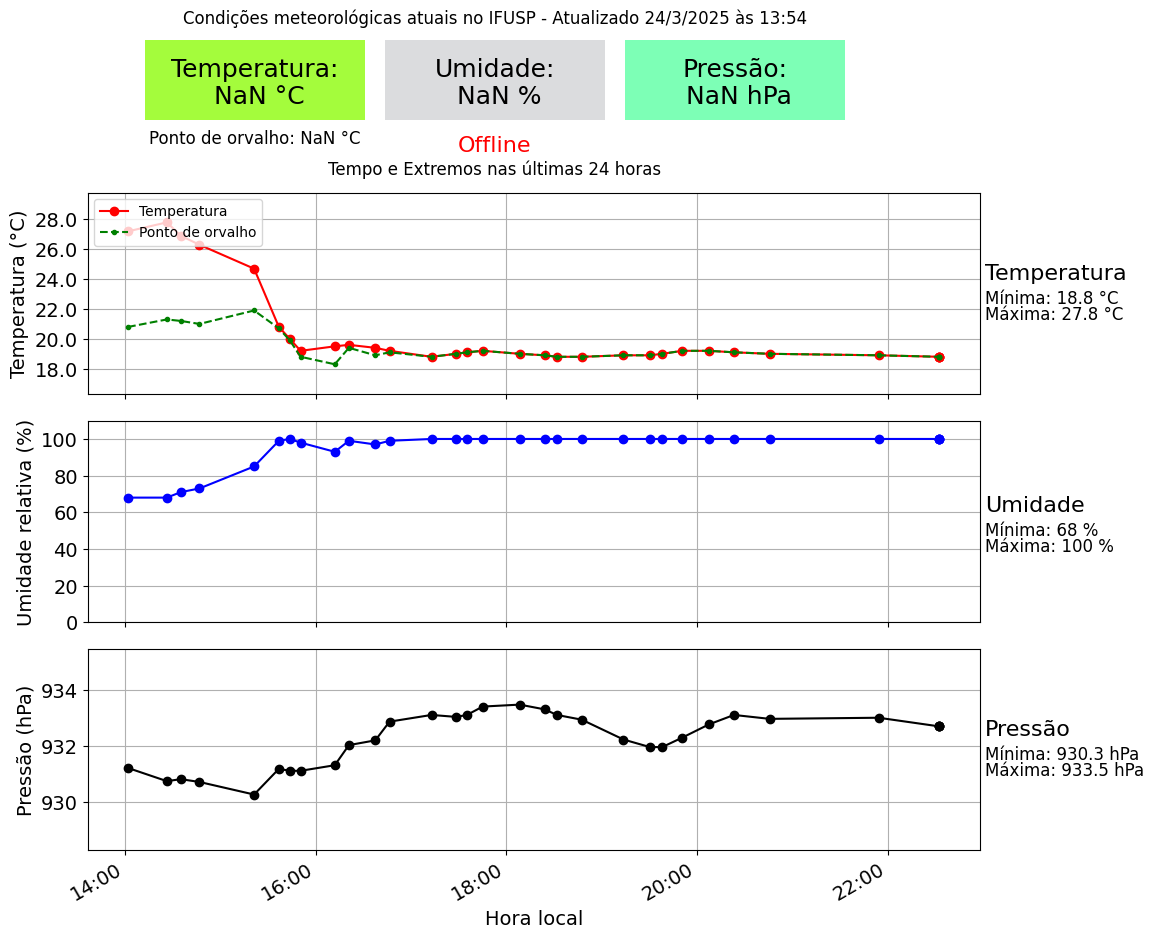 Condições meteorológicas atuais no IFUSP - Atualizado 24/3/2025 às 13:54
Temperatura:
NaN °C
Umidade:
NaN %
Pressão:
NaN hPa
Ponto de orvalho: NaN °C
Offline
Tempo e Extremos nas últimas 24 horas
Temperatura (°C)
28.0
26.0
24.0
22.0
20.0
18.0
Temperatura
Ponto de orvalho
Temperatura
Mínima: 18.8 °C
Máxima: 27.8 °C
Umidade relativa (%)
100
80
60
40
20
0
Umidade
Mínima: 68 %
Máxima: 100 %
Pressão (hPa)
934
932
930
Pressão
Mínima: 930.3 hPa
Máxima: 933.5 hPa
14:00
16:00
18:00
20:00
22:00
Hora local